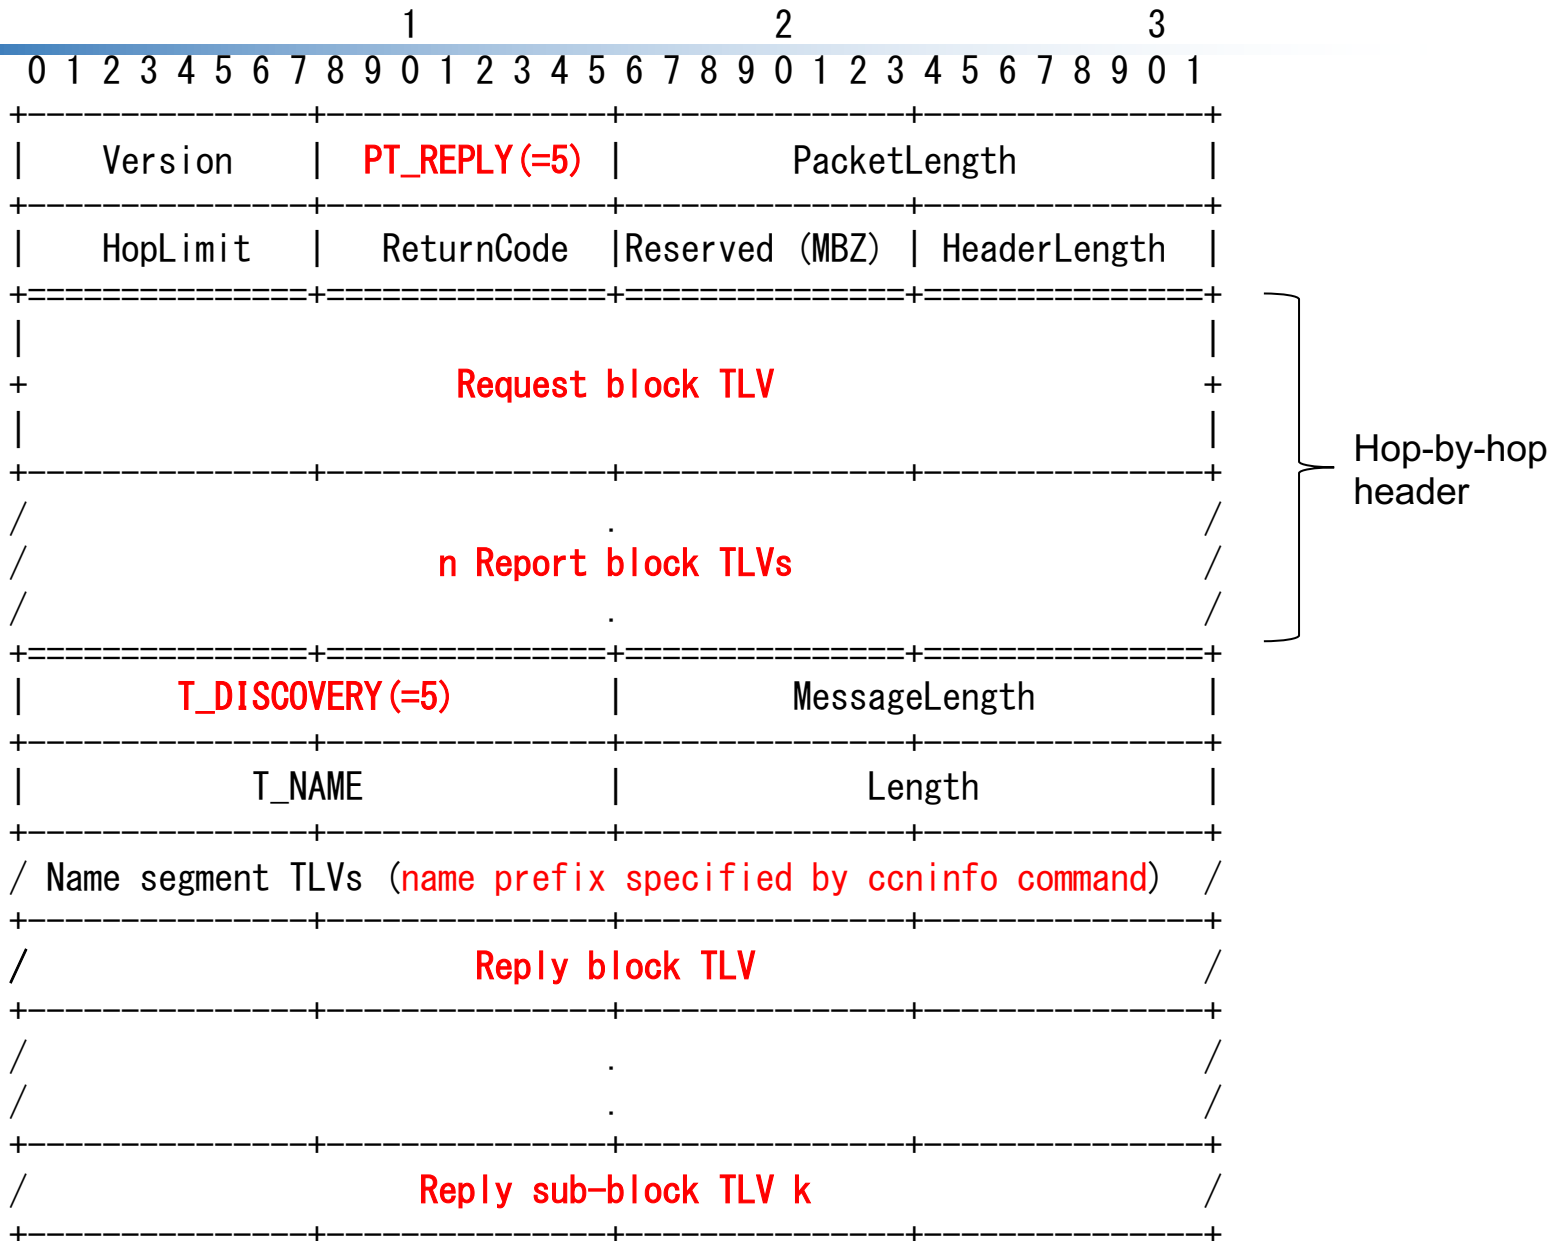 1 2 3
0 1 2 3 4 5 6 7 8 9 0 1 2 3 4 5 6 7 8 9 0 1 2 3 4 5 6 7 8 9 0 1
+---------------+---------------+---------------+---------------+
| Version | PT_REPLY(=5) | PacketLength |
+---------------+---------------+---------------+---------------+
| HopLimit | ReturnCode |Reserved (MBZ) | HeaderLength |
+===============+===============+===============+===============+
| |
+ Request block TLV +
| |
+---------------+---------------+---------------+---------------+
/ . /
/ n Report block TLVs /
/ . /
+===============+===============+===============+===============+
Hop-by-hop
header
| T_DISCOVERY(=5) | MessageLength |
+---------------+---------------+---------------+---------------+
| T_NAME | Length |
+---------------+---------------+---------------+---------------+
/ Name segment TLVs (name prefix specified by ccninfo command) /
+---------------+---------------+---------------+---------------+
/ Reply block TLV /
+---------------+---------------+---------------+---------------+
/ . /
/ . /
+---------------+---------------+---------------+---------------+
/ Reply sub-block TLV k /
+---------------+---------------+---------------+---------------+